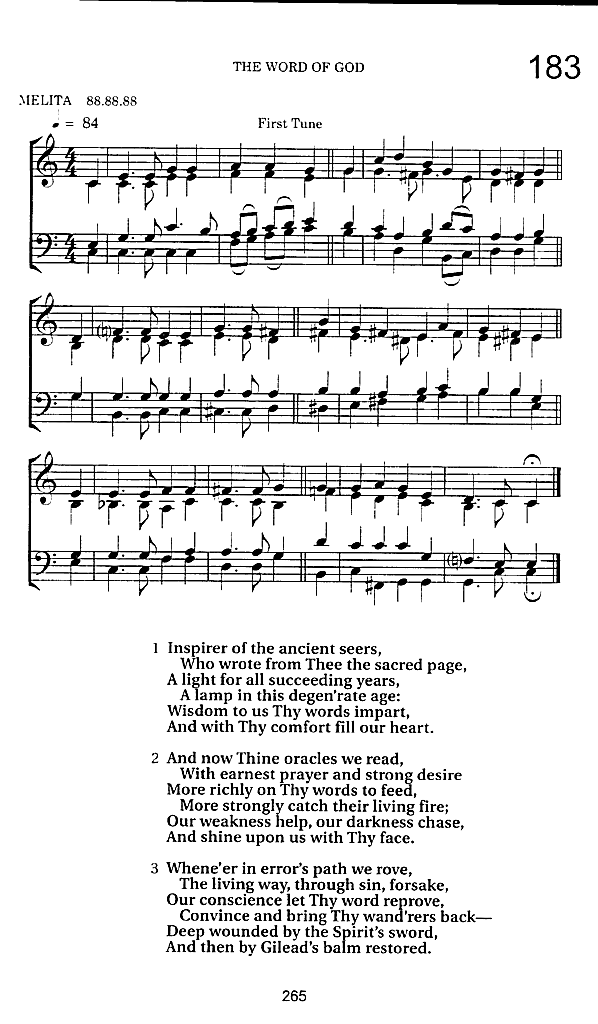 THE WORD OF GOD
183
MELITA 88.88.88
♩ = 84
First Tune
1 Inspirer of the ancient seers,
Who wrote from Thee the sacred page,
A light for all succeeding years,
A lamp in this degen'rate age:
Wisdom to us Thy words impart,
And with Thy comfort fill our heart.
2 And now Thine oracles we read,
With earnest prayer and strong desire
More richly on Thy words to feed,
More strongly catch their living fire;
Our weakness help, our darkness chase,
And shine upon us with Thy face.
3 Whene'er in error's path we rove,
The living way, through sin, forsake,
Our conscience let Thy word reprove,
Convince and bring Thy wand'rers back—
Deep wounded by the Spirit's sword,
And then by Gilead's balm restored.
265